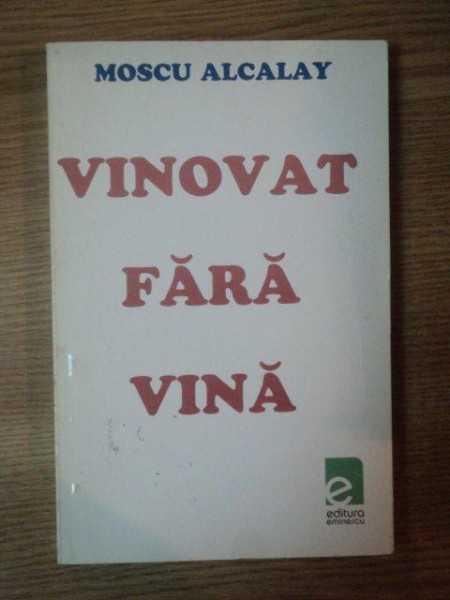 MOSCU ALCALAY
VINOVAT
FĂRĂ
VINĂ
e
editura
eminescu